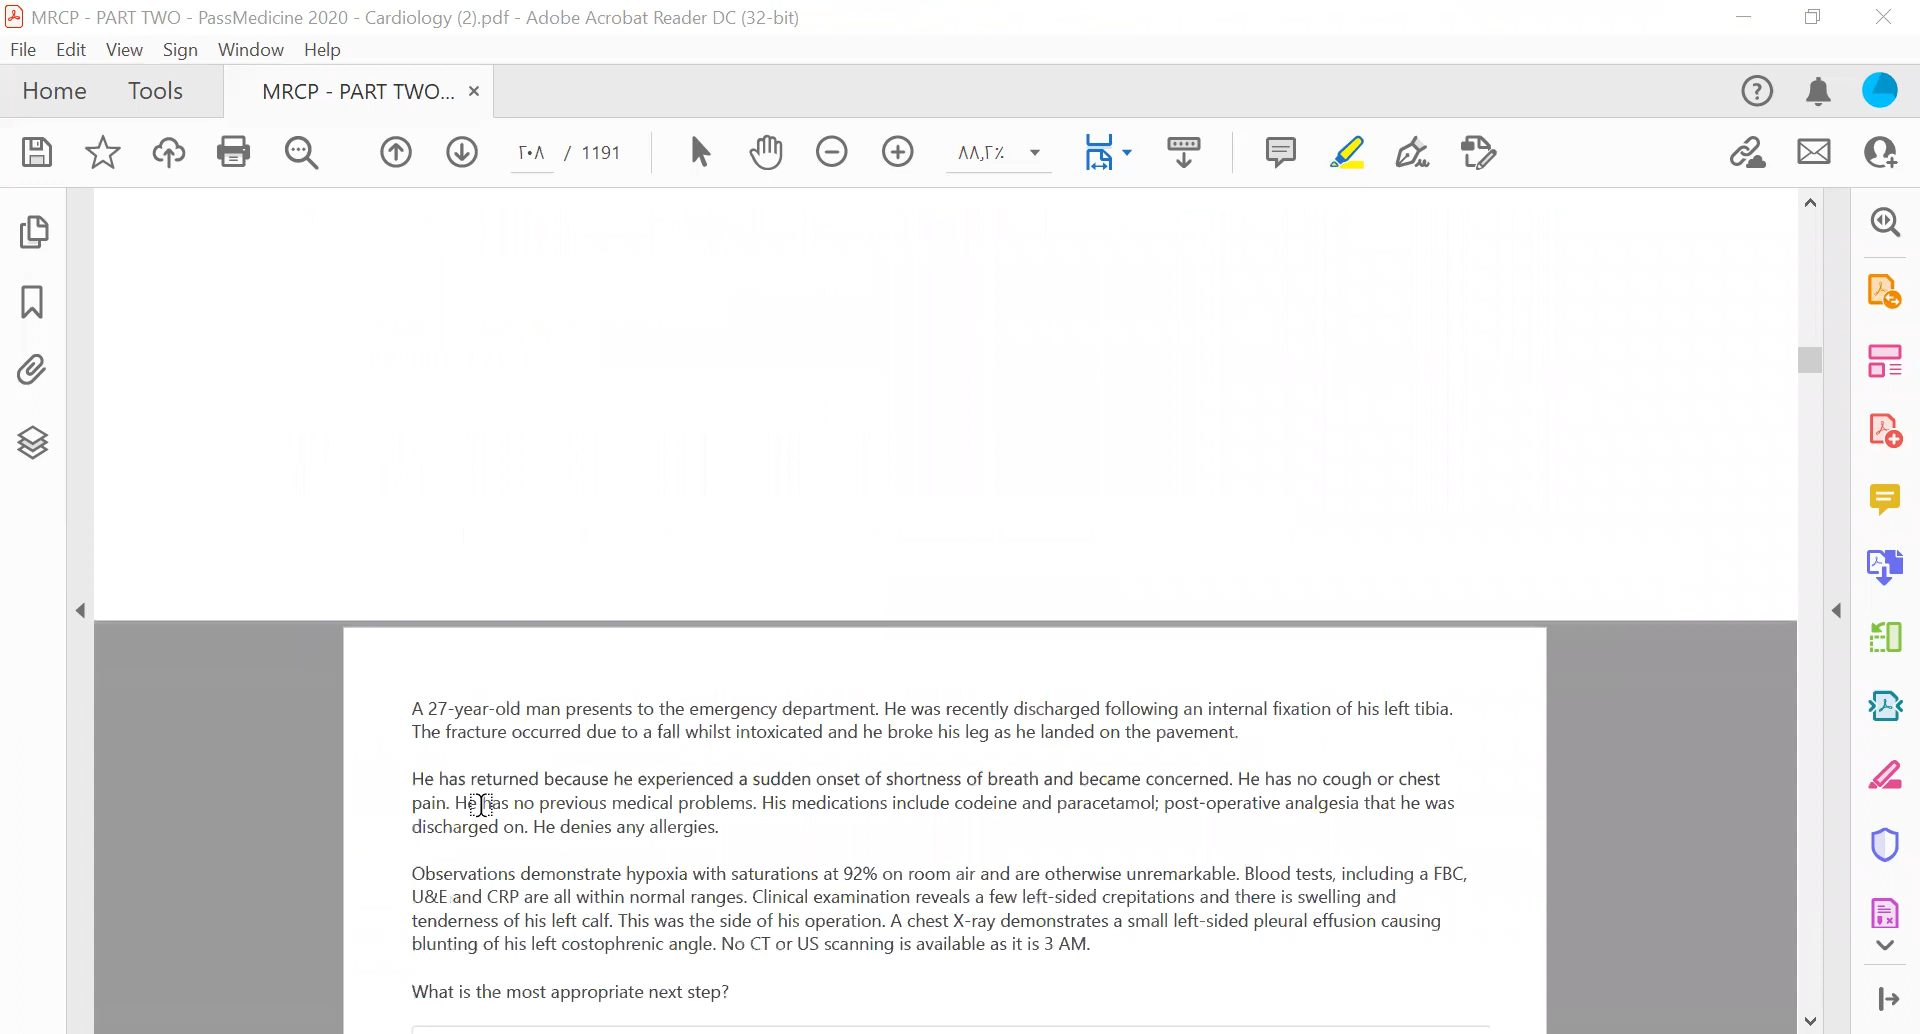 MRCP - PART TWO - PassMedicine 2020 - Cardiology (2).pdf - Adobe Acrobat Reader DC (32-bit)
File Edit View Sign Window Help
Home Tools MRCP - PART TWO...
٢٠٨ / 1191 ٨٨,٢٪
A 27-year-old man presents to the emergency department. He was recently discharged following an internal fixation of his left tibia.
The fracture occurred due to a fall whilst intoxicated and he broke his leg as he landed on the pavement.
He has returned because he experienced a sudden onset of shortness of breath and became concerned. He has no cough or chest
pain. He has no previous medical problems. His medications include codeine and paracetamol; post-operative analgesia that he was
discharged on. He denies any allergies.
Observations demonstrate hypoxia with saturations at 92% on room air and are otherwise unremarkable. Blood tests, including a FBC,
U&E and CRP are all within normal ranges. Clinical examination reveals a few left-sided crepitations and there is swelling and
tenderness of his left calf. This was the side of his operation. A chest X-ray demonstrates a small left-sided pleural effusion causing
blunting of his left costophrenic angle. No CT or US scanning is available as it is 3 AM.
What is the most appropriate next step?